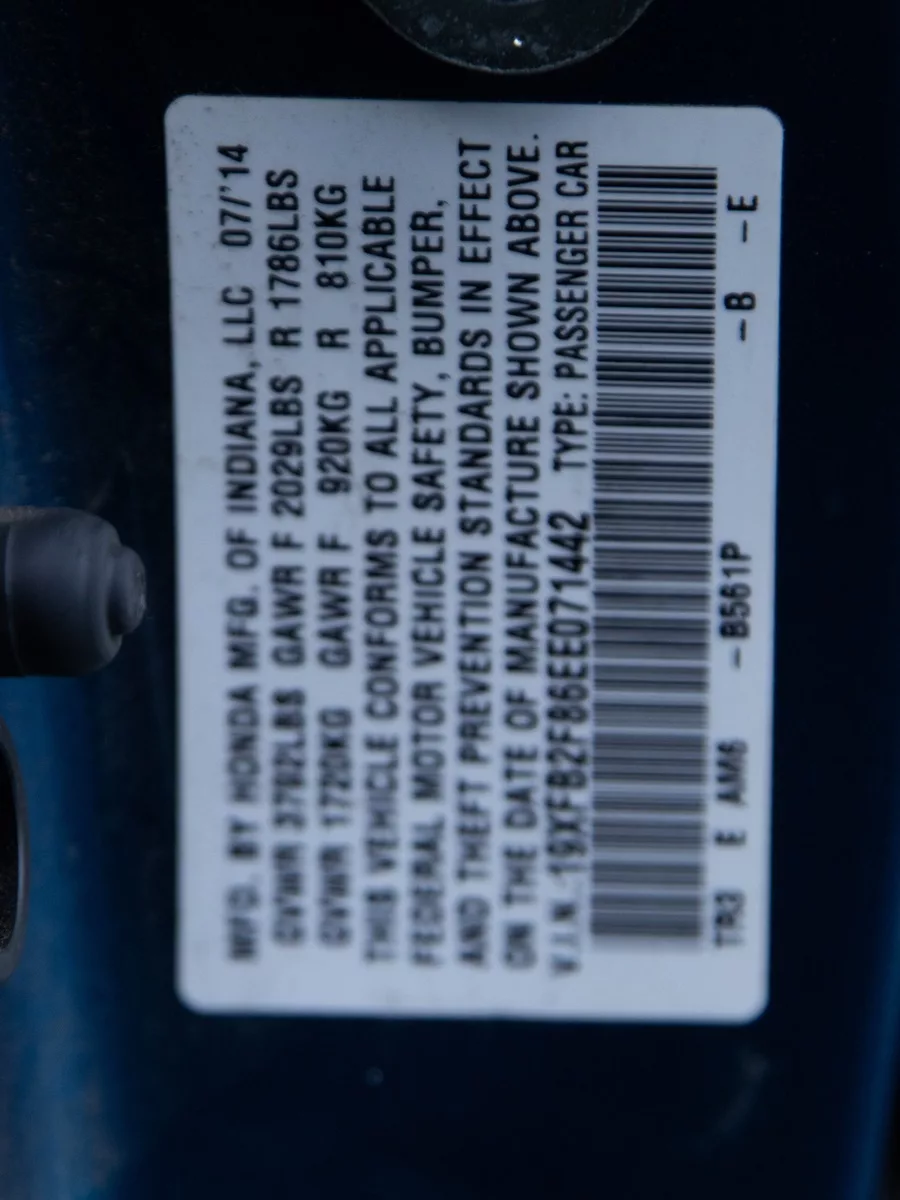 MFD. BY HONDA MFG. OF INDIANA, LLC 07/'14
GVWR 3792LBS GAWR F 2029LBS R 1786LBS
GVWR 1720KG GAWR F 920KG R 810KG
THIS VEHICLE CONFORMS TO ALL APPLICABLE
FEDERAL MOTOR VEHICLE SAFETY, BUMPER,
AND THEFT PREVENTION STANDARDS IN EFFECT
ON THE DATE OF MANUFACTURE SHOWN ABOVE.
V.I.N. 19XFB2F86EE071442 TYPE: PASSENGER CAR
TR3 E AM6 -B561P -B -E